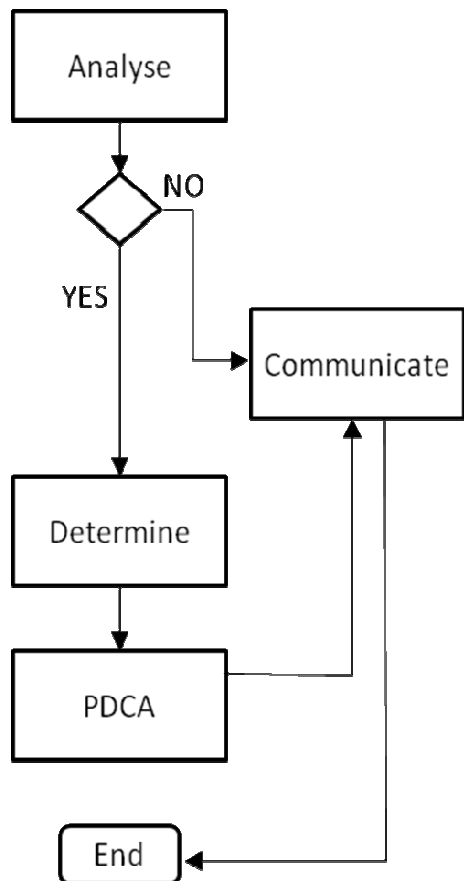 Analyse
NO
YES
Communicate
Determine
PDCA
End